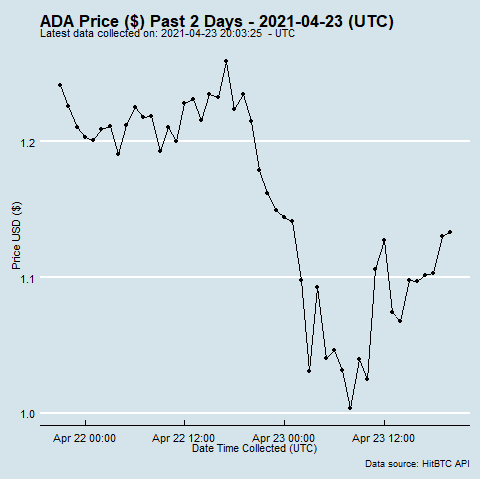 ADA Price ($) Past 2 Days - 2021-04-23 (UTC)
Latest data collected on: 2021-04-23 20:03:25  - UTC
1.2
1.1
1.0
Price USD ($)
Apr 22 00:00 Apr 22 12:00 Apr 23 00:00 Apr 23 12:00
Date Time Collected (UTC)
Data source: HitBTC API